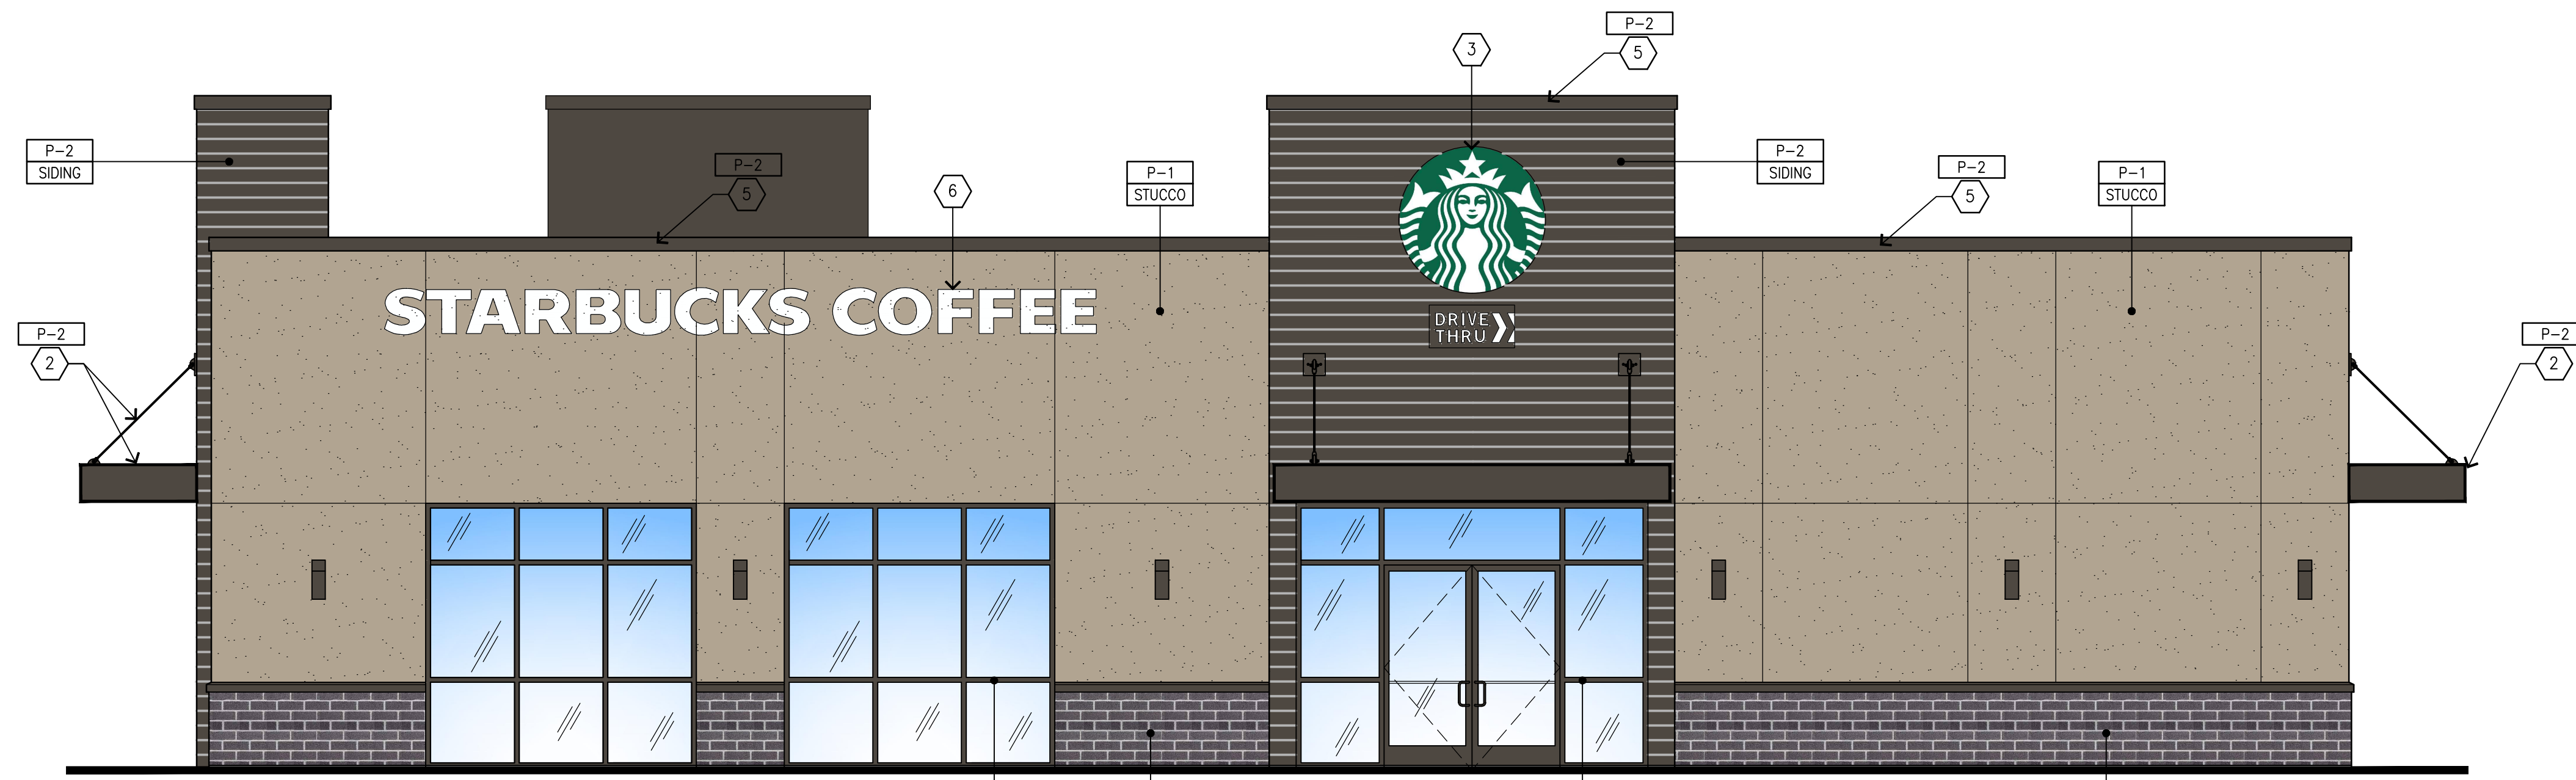 P-2
5
3
P-2
SIDING
P-2
5
6
P-1
STUCCO
P-2
SIDING
P-2
5
P-1
STUCCO
STARBUCKS COFFEE
DRIVE
THRU
P-2
2
P-2
2